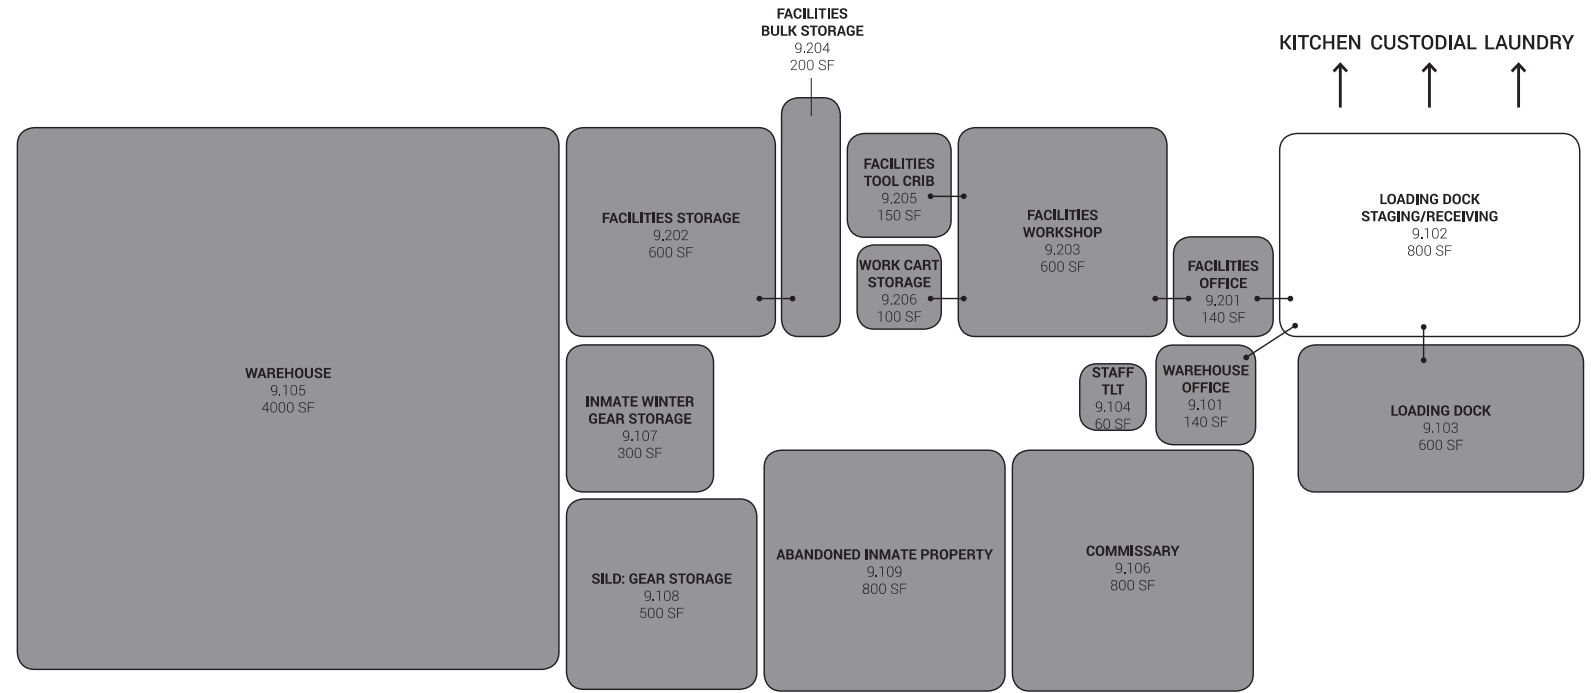 FACILITIES
BULK STORAGE
9.204
200 SF
KITCHEN CUSTODIAL LAUNDRY
WAREHOUSE
9.105
4000 SF
FACILITIES STORAGE
9.202
600 SF
FACILITIES
TOOL CRIB
9.205
150 SF
WORK CART
STORAGE
9.206
100 SF
FACILITIES
WORKSHOP
9.203
600 SF
FACILITIES
OFFICE
9.201
140 SF
LOADING DOCK
STAGING/RECEIVING
9.102
800 SF
INMATE WINTER
GEAR STORAGE
9.107
300 SF
STAFF
TLT
9.104
60 SF
WAREHOUSE
OFFICE
9.101
140 SF
LOADING DOCK
9.103
600 SF
SILD: GEAR STORAGE
9.108
500 SF
ABANDONED INMATE PROPERTY
9.109
800 SF
COMMISSARY
9.106
800 SF